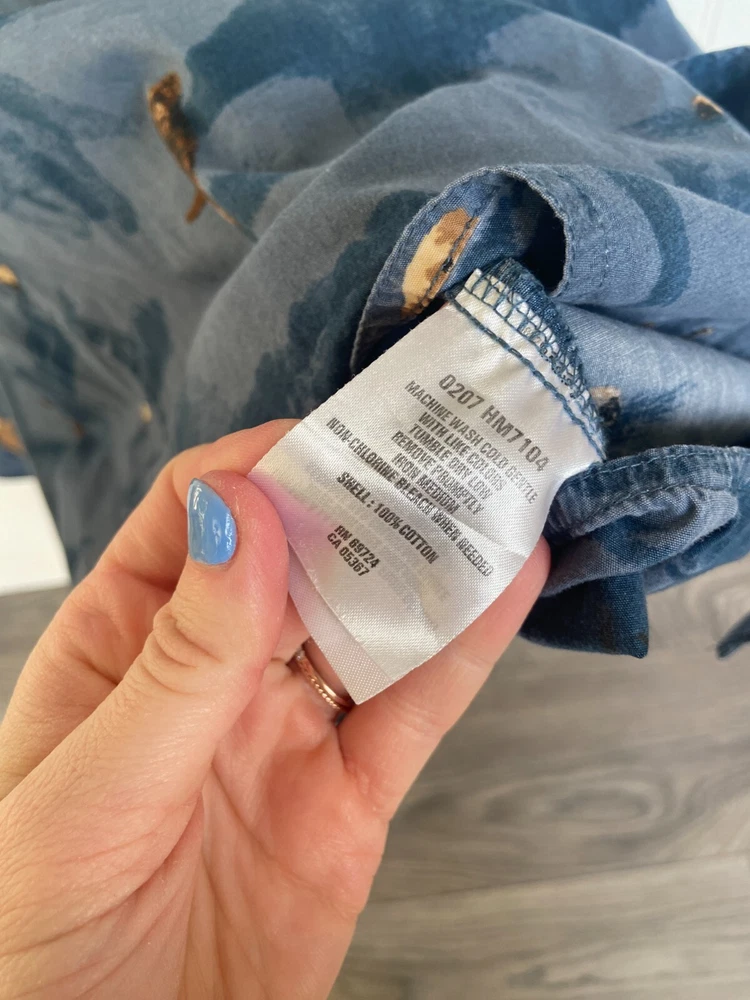 0207 HM7104
MACHINE WASH COLD GENTLE
WITH LIKE COLORS
TUMBLE DRY LOW
REMOVE PROMPTLY
IRON MEDIUM
NON-CHLORINE BLEACH WHEN NEEDED
SHELL: 100% COTTON
RN 69724
CA 05367